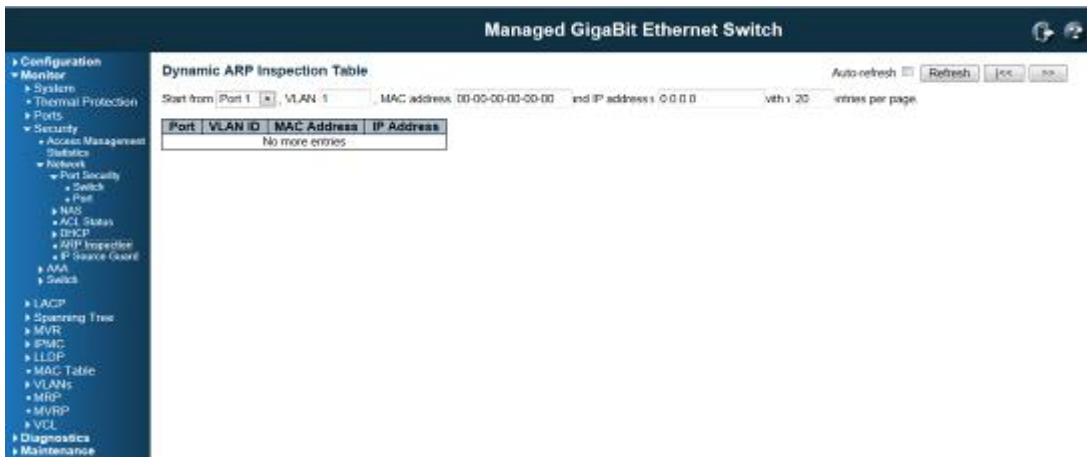 Managed GigaBit Ethernet Switch
Configuration
Monitor
System
Thermal Protection
Ports
Security
Access Management
Statistics
Network
Port Security
Switch
Port
NAS
ACL Status
DHCP
ARP Inspection
IP Source Guard
AAA
Switch
LACP
Spanning Tree
MVR
IPMC
LLDP
MAC Table
VLANs
MRP
MVRP
VCL
Diagnostics
Maintenance
Dynamic ARP Inspection Table
Auto-refresh Refresh |<< >>
Start from Port 1 , VLAN 1 , MAC address 00-00-00-00-00-00 and IP address 0.0.0.0 with 20 entries per page.
Port VLAN ID MAC Address IP Address
No more entries